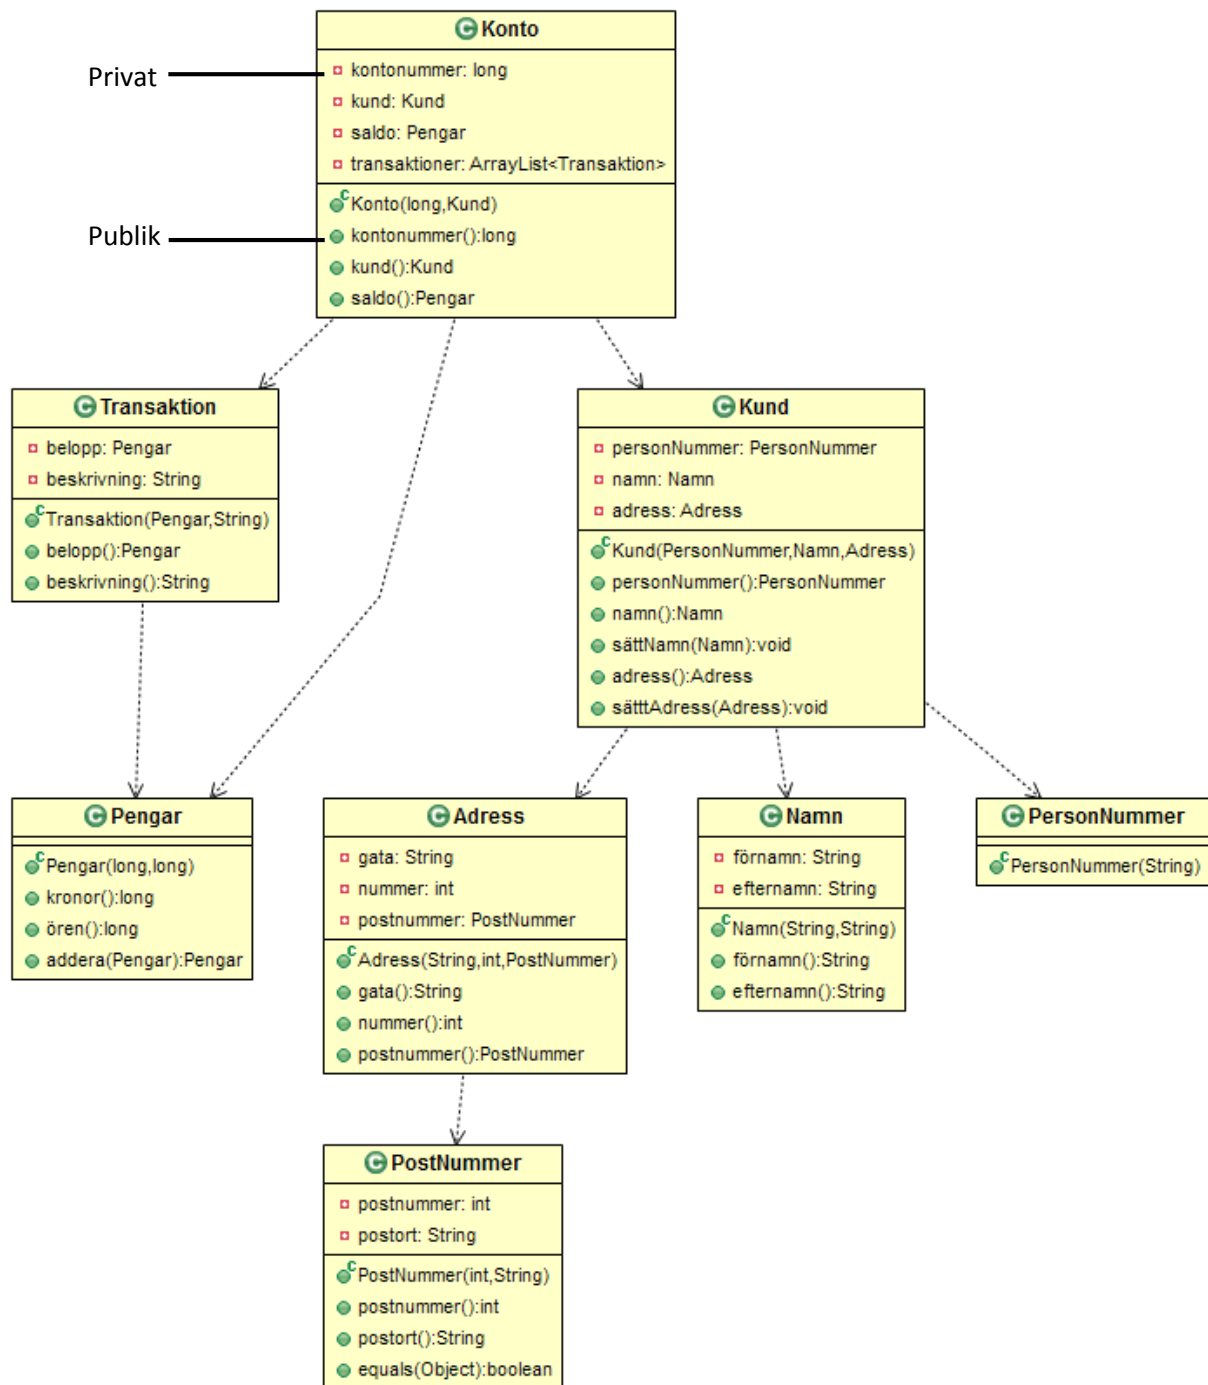 Konto
Privat
kontonummer: long
kund: Kund
saldo: Pengar
transaktioner: ArrayList<Transaktion>
Konto(long,Kund)
Publik
kontonummer():long
kund():Kund
saldo():Pengar
Transaktion
belopp: Pengar
beskrivning: String
Transaktion(Pengar,String)
belopp():Pengar
beskrivning():String
Kund
personNummer: PersonNummer
namn: Namn
adress: Adress
Kund(PersonNummer,Namn,Adress)
personNummer():PersonNummer
namn():Namn
sättNamn(Namn):void
adress():Adress
sätttAdress(Adress):void
Pengar
Pengar(long,long)
kronor():long
ören():long
addera(Pengar):Pengar
Adress
gata: String
nummer: int
postnummer: PostNummer
Adress(String,int,PostNummer)
gata():String
nummer():int
postnummer():PostNummer
Namn
förnamn: String
efternamn: String
Namn(String,String)
förnamn():String
efternamn():String
PersonNummer
PersonNummer(String)
PostNummer
postnummer: int
postort: String
PostNummer(int,String)
postnummer():int
postort():String
equals(Object):boolean